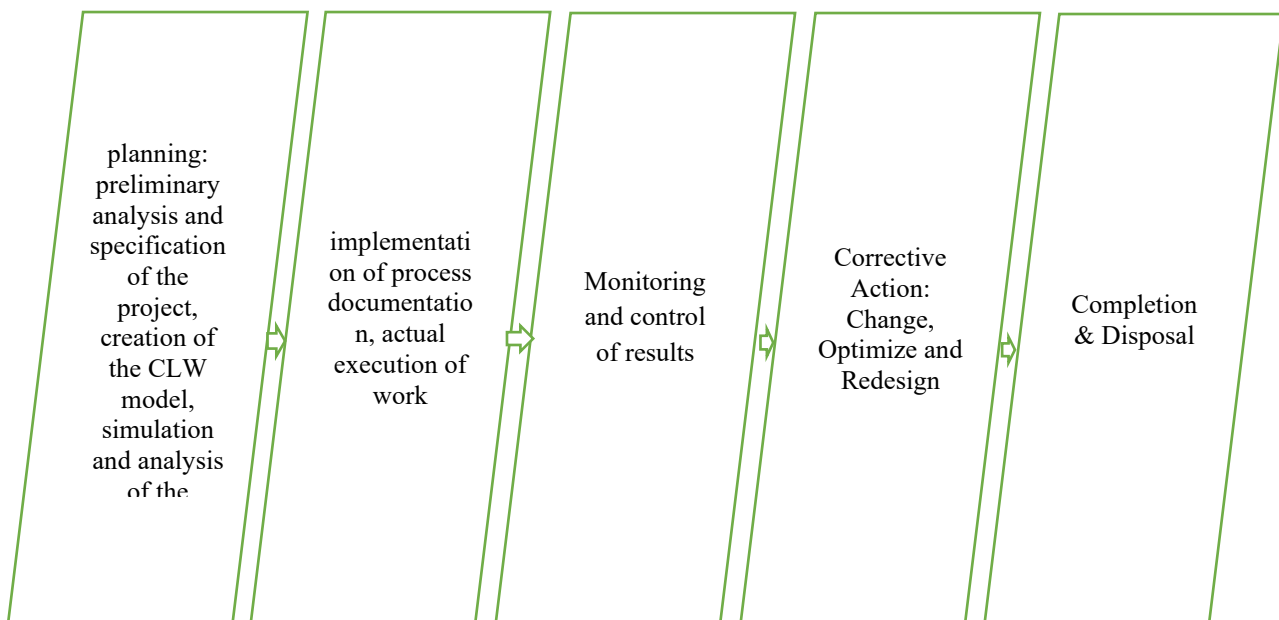 planning:
preliminary
analysis and
specification
of the
project,
creation of
the CLW
model,
simulation
and analysis
of the
implementati
on of process
documentatio
n, actual
execution of
work
Monitoring
and control
of results
Corrective
Action:
Change,
Optimize and
Redesign
Completion
& Disposal